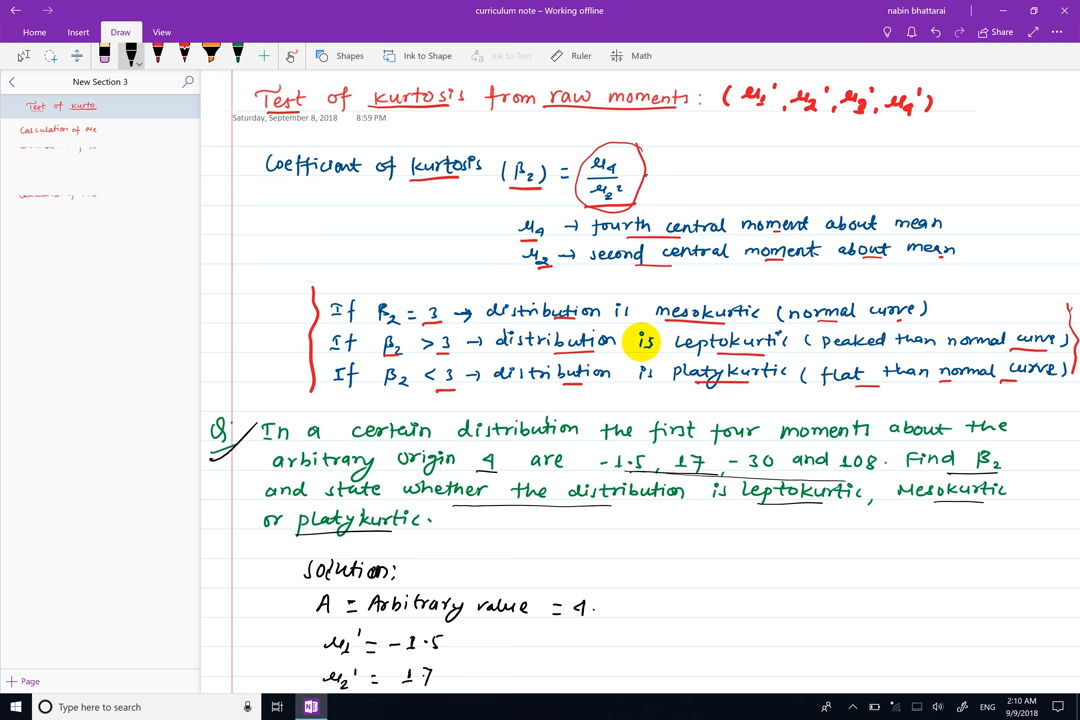 curriculum note – Working offline
nabin bhattarai
Home Insert Draw View
Share
Shapes Ink to Shape Ink to Text Ruler Math
New Section 3
Test of kurto
Calculation of Me
Test of kurtosis from raw moments : ( μ₁', μ₂', μ₃', μ₄' )
Saturday, September 8, 2018 8:59 PM
Coefficient of kurtosis (β₂) = μ₄ / μ₂²
μ₄ → fourth central moment about mean
μ₂ → second central moment about mean
If β₂ = 3 → distribution is mesokurtic (normal curve)
If β₂ > 3 → distribution is Leptokurtic (peaked than normal curve)
If β₂ < 3 → distribution is platykurtic (flat than normal curve)
Q. In a certain distribution the first four moments about the
arbitrary origin 4 are -1.5, 17, -30 and 108. Find β₂
and state whether the distribution is leptokurtic, Mesokurtic
or platykurtic.
Solution:
A = Arbitrary value = 4.
μ₁' = -1.5
μ₂' = 17
+ Page
Type here to search
2:10 AM
9/9/2018